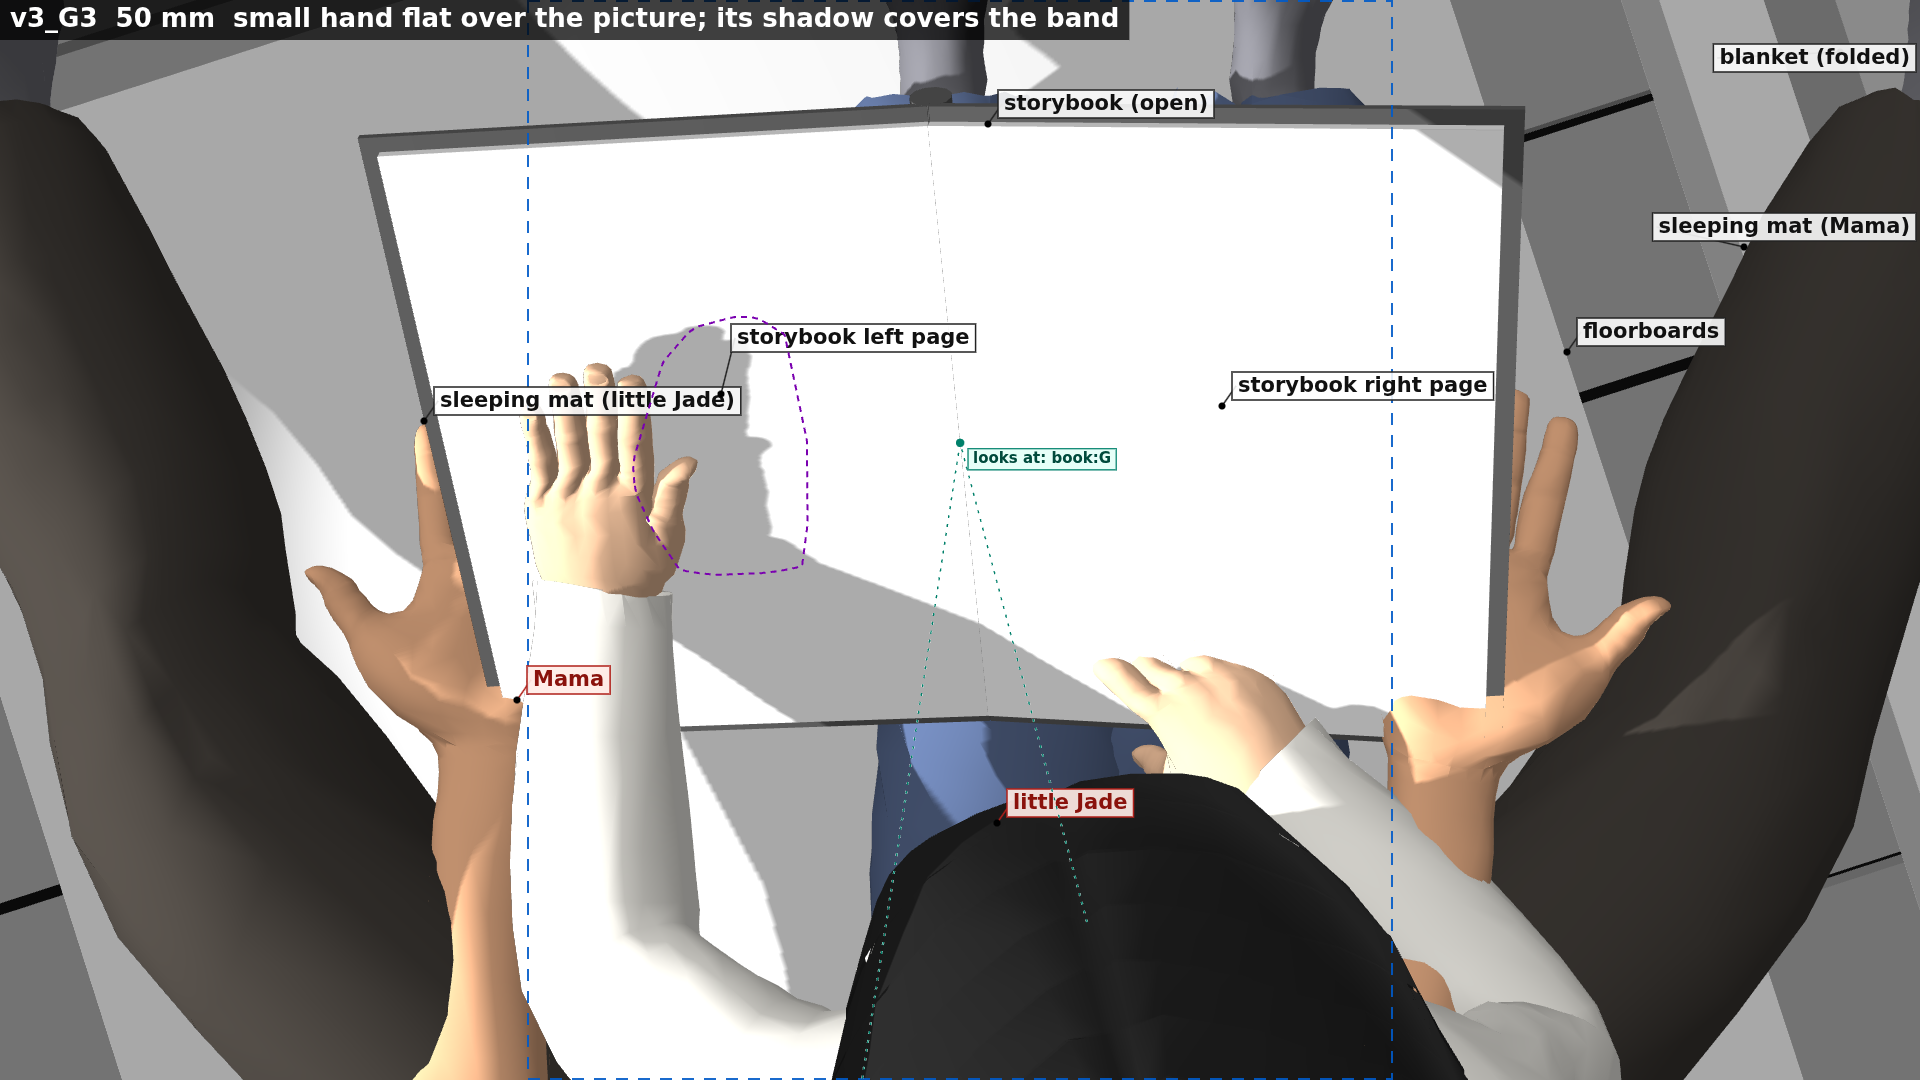 v3_G3  50 mm  small hand flat over the picture; its shadow covers the band
blanket (folded)
storybook (open)
sleeping mat (Mama)
floorboards
storybook left page
storybook right page
sleeping mat (little Jade)
looks at: book:G
Mama
little Jade